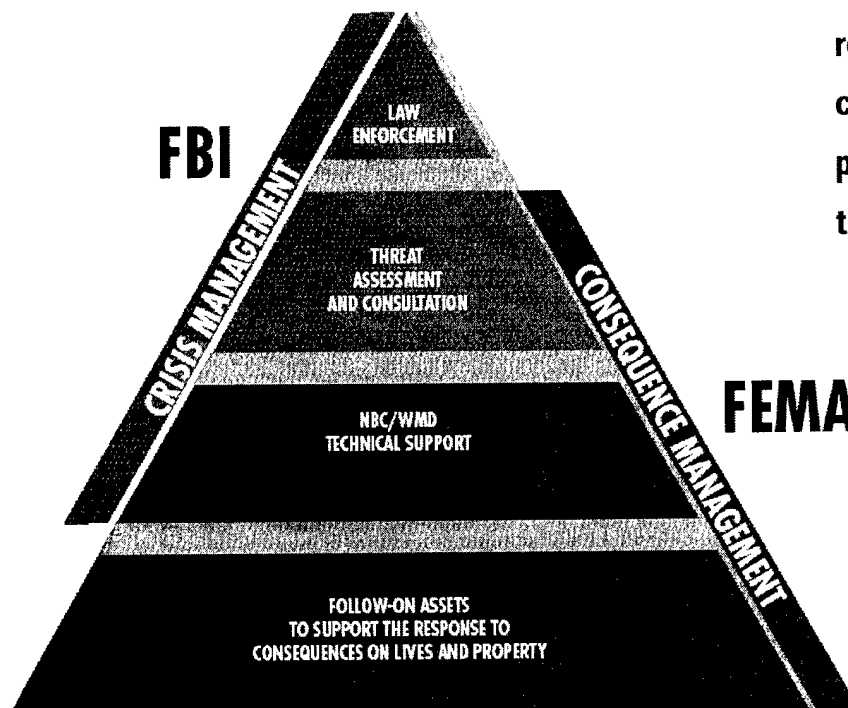 LAW
ENFORCEMENT
FBI
CRISIS MANAGEMENT
THREAT
ASSESSMENT
AND CONSULTATION
CONSEQUENCE MANAGEMENT
FEMA
NBC/WMD
TECHNICAL SUPPORT
FOLLOW-ON ASSETS
TO SUPPORT THE RESPONSE TO
CONSEQUENCES ON LIVES AND PROPERTY